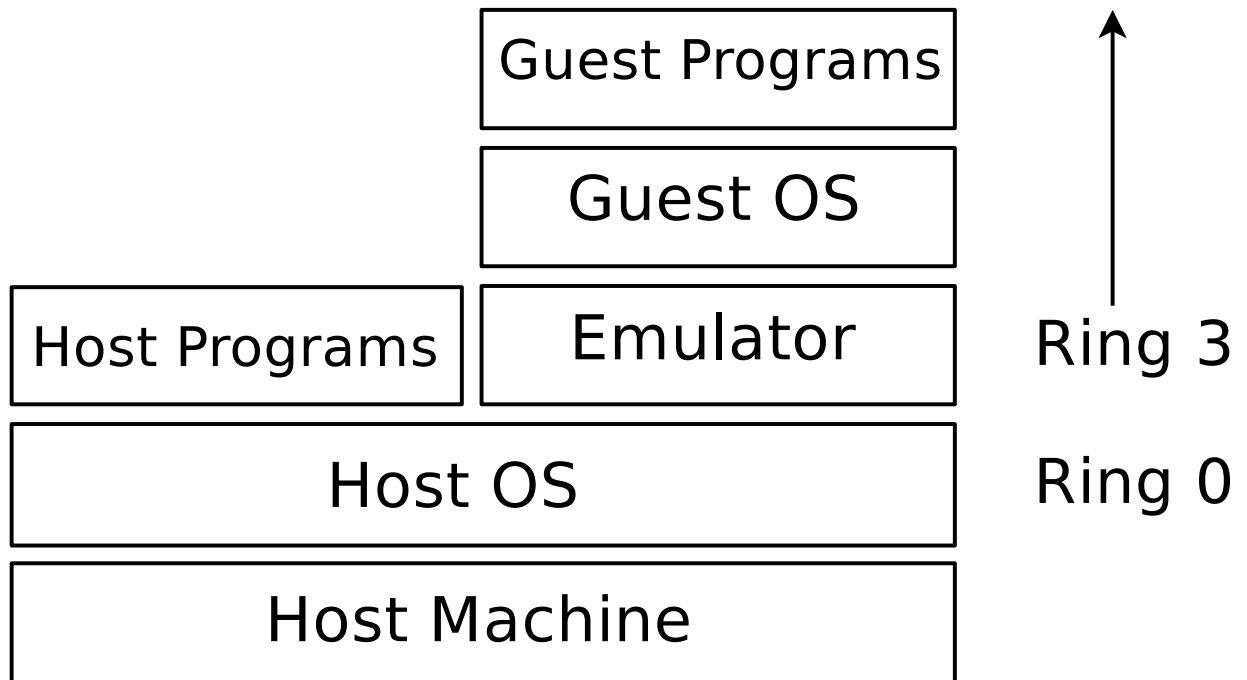 Guest Programs
Guest OS
Host Programs
Emulator
Ring 3
Host OS
Ring 0
Host Machine